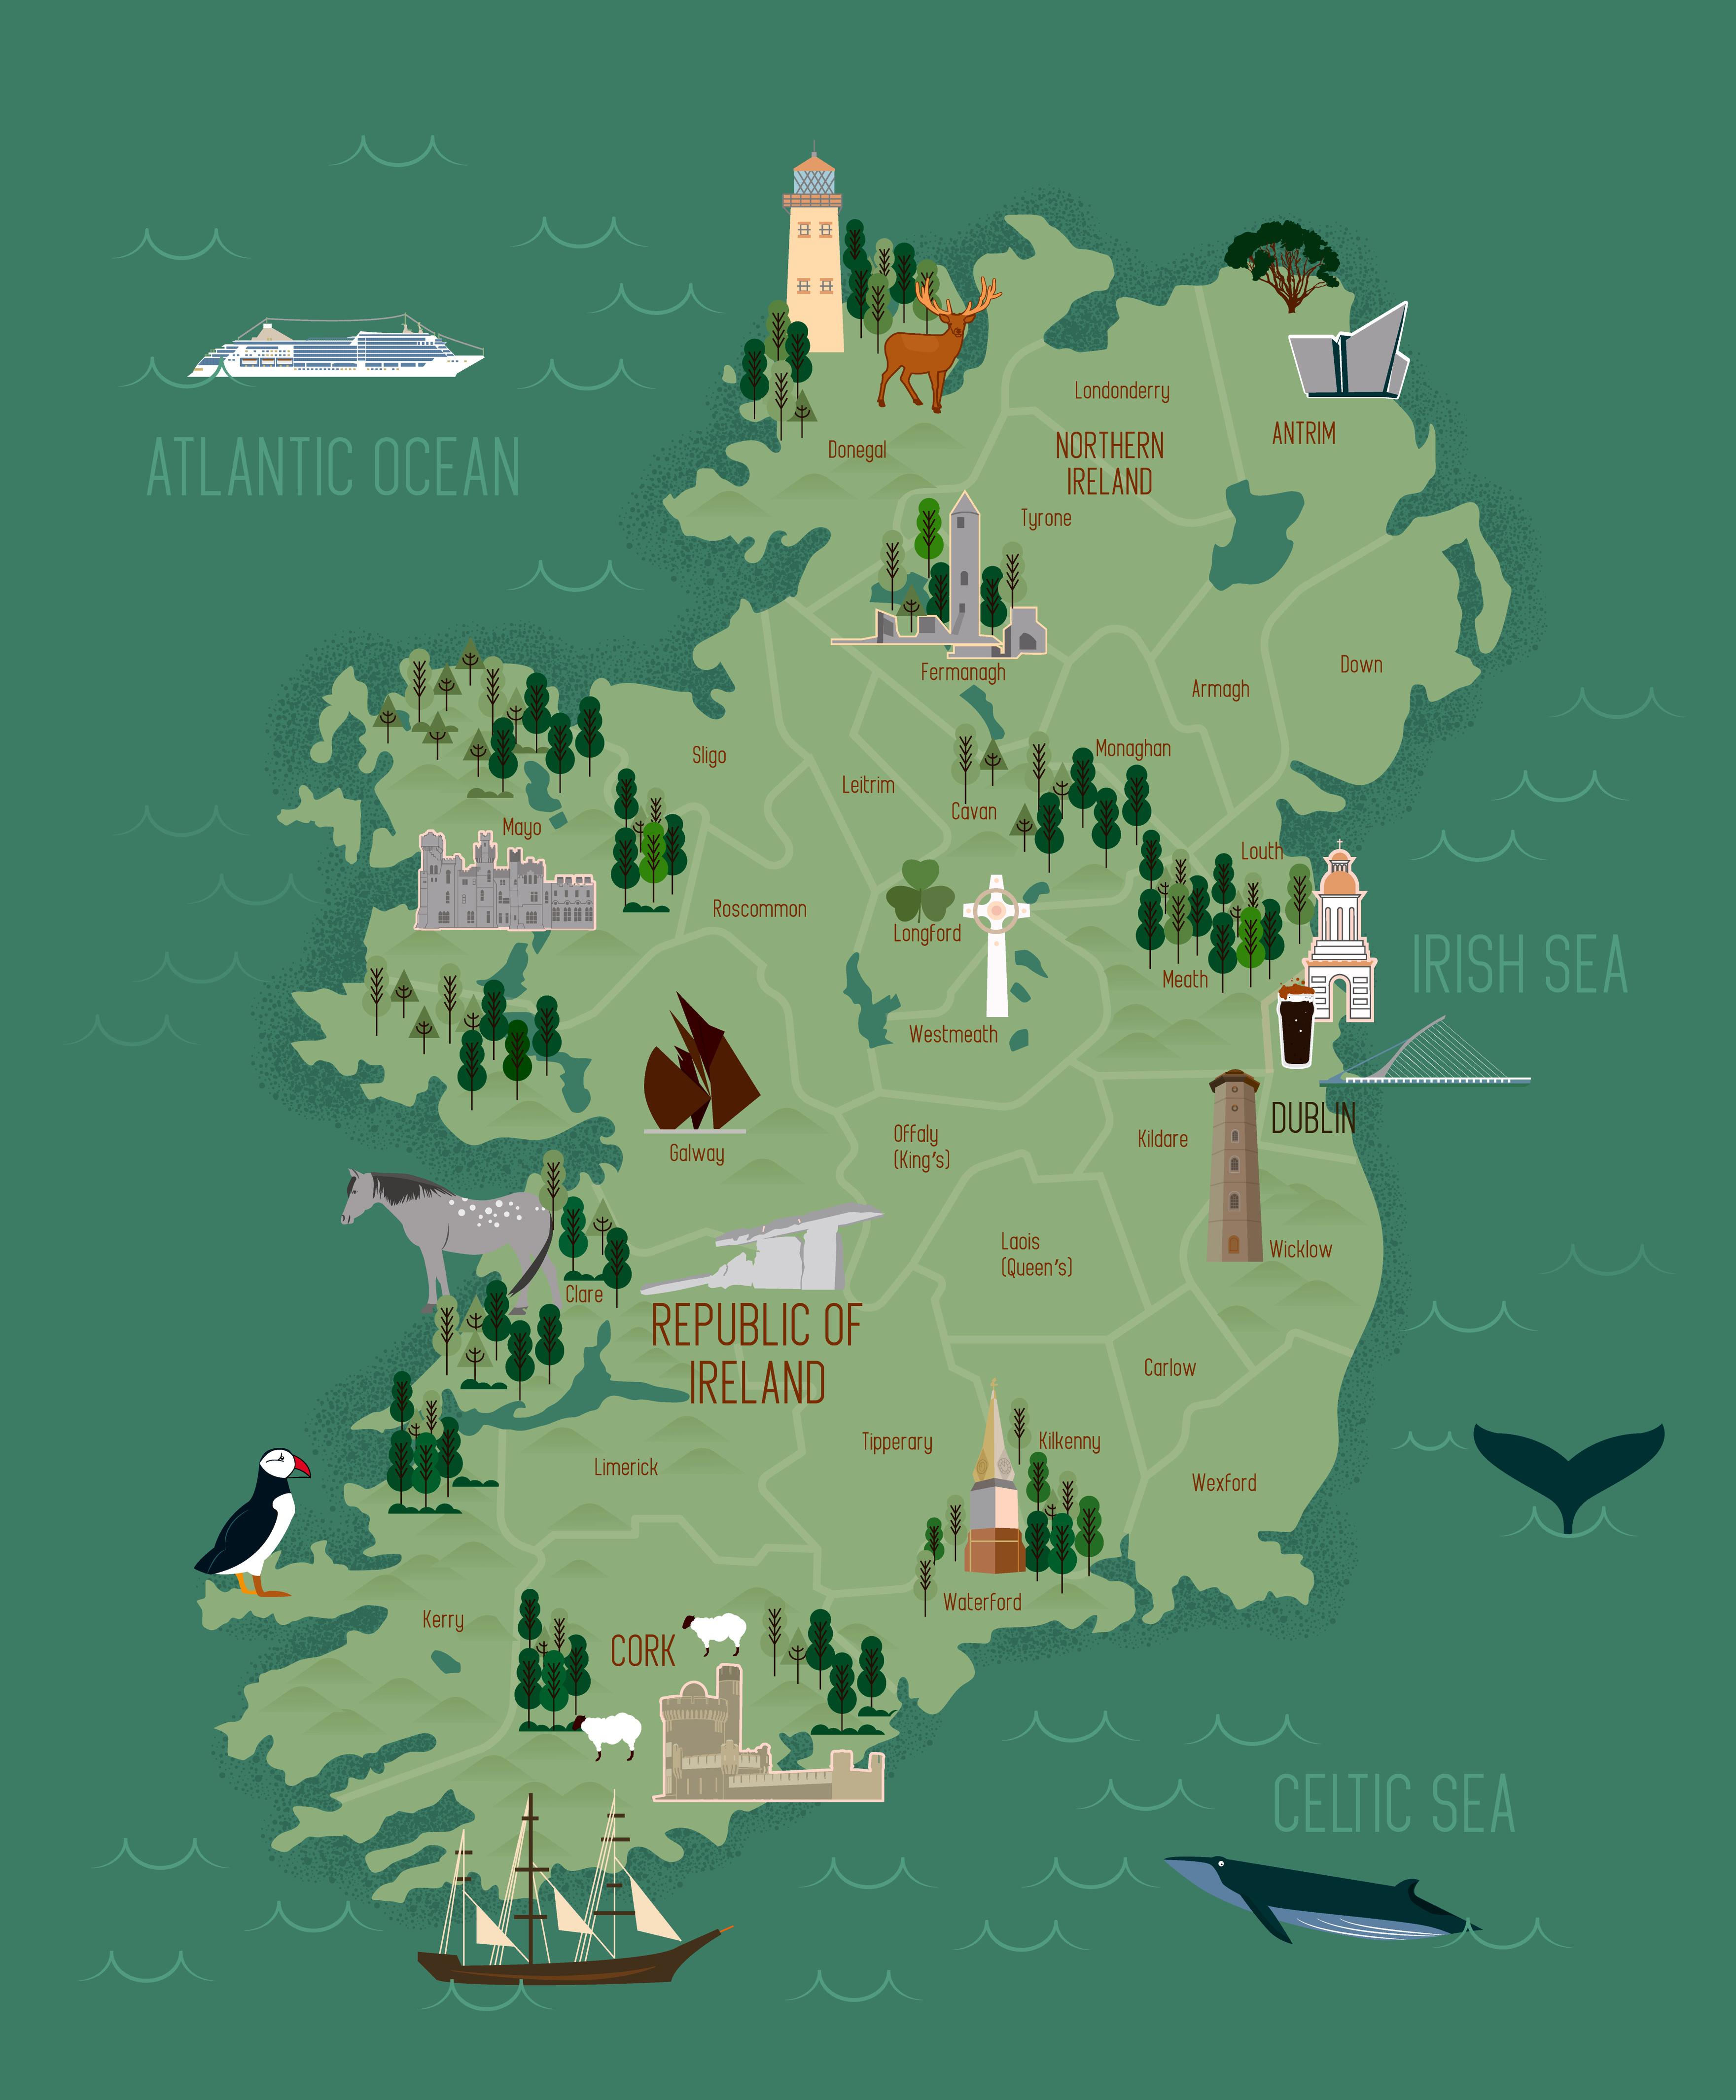 Londonderry
ATLANTIC OCEAN
ANTRIM
Donegal
NORTHERN
IRELAND
Tyrone
Down
Fermanagh
Armagh
Sligo
Monaghan
Leitrim
Cavan
Mayo
Louth
Roscommon
Longford
IRISH SEA
Meath
Westmeath
DUBLIN
Offaly
(King's)
Kildare
Galway
Laois
(Queen's)
Wicklow
Clare
REPUBLIC OF
IRELAND
Carlow
Tipperary
Kilkenny
Limerick
Wexford
Waterford
Kerry
CORK
CELTIC SEA